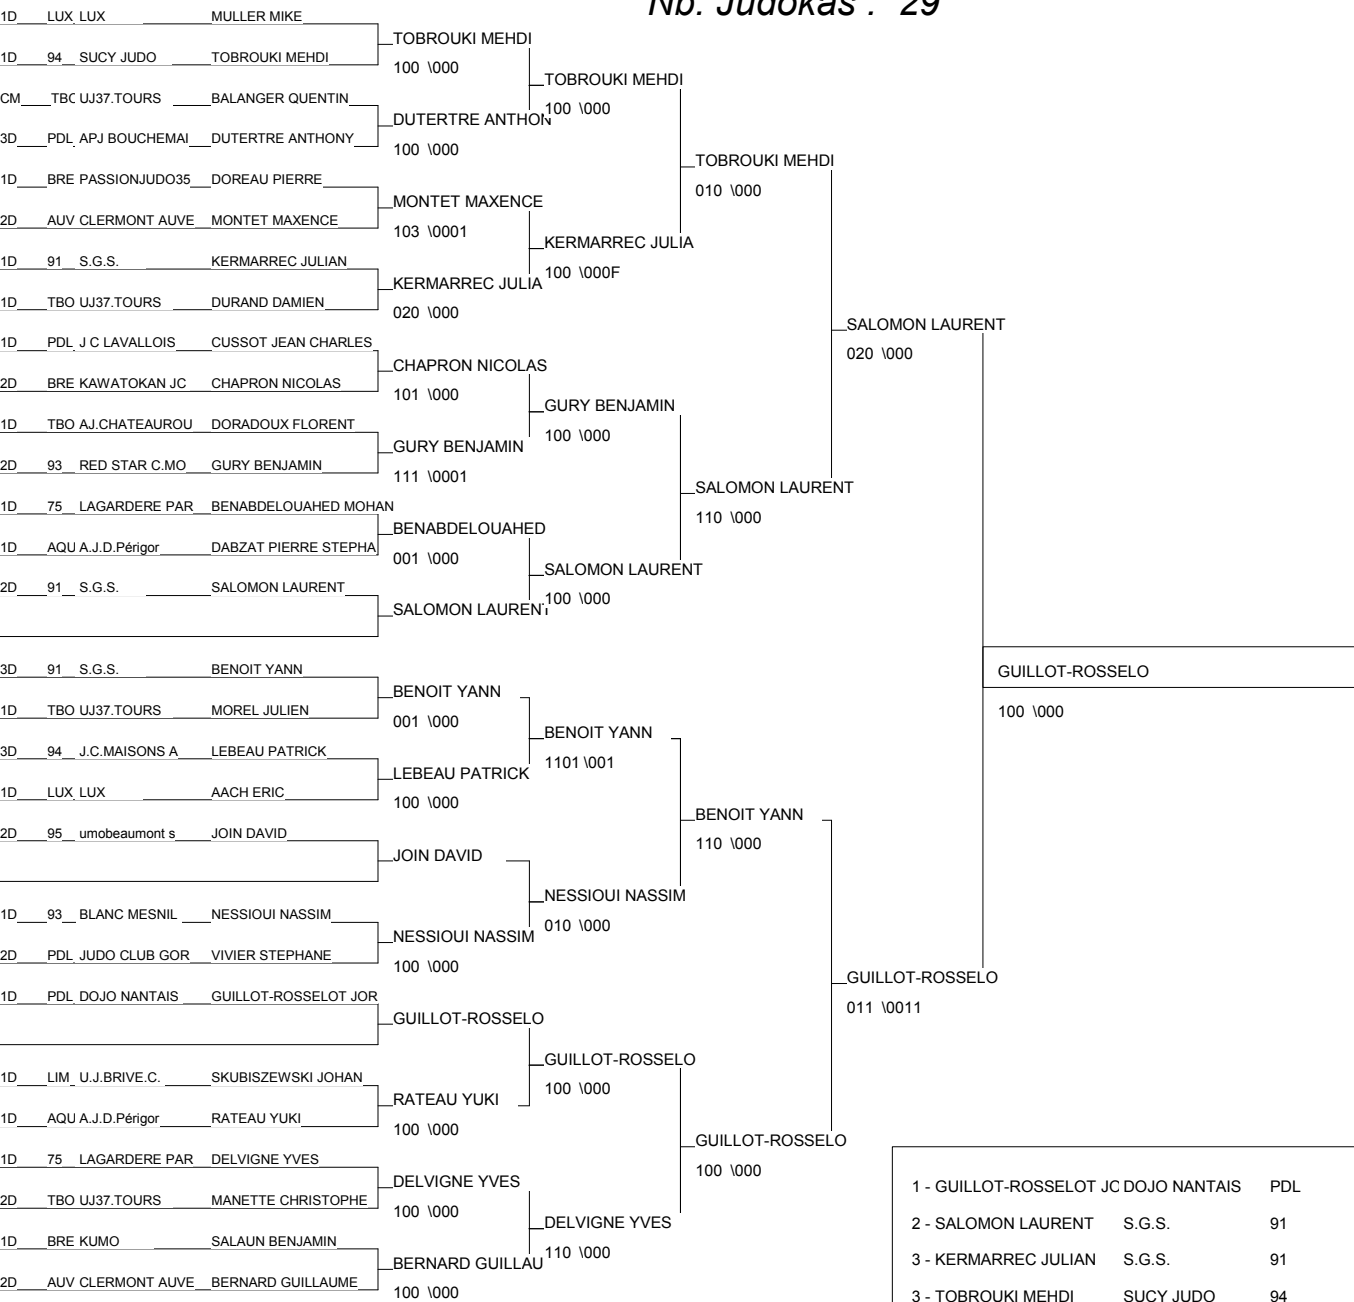 Nb. Judokas : 29
1D LUX LUX MULLER MIKE
TOBROUKI MEHDI
1D 94 SUCY JUDO TOBROUKI MEHDI
100 \000
TOBROUKI MEHDI
CM TBO UJ37.TOURS BALANGER QUENTIN
100 \000
DUTERTRE ANTHON
3D PDL APJ BOUCHEMAI DUTERTRE ANTHONY
100 \000
TOBROUKI MEHDI
1D BRE PASSIONJUDO35 DOREAU PIERRE
010 \000
MONTET MAXENCE
2D AUV CLERMONT AUVE MONTET MAXENCE
103 \0001
KERMARREC JULIA
1D 91 S.G.S. KERMARREC JULIAN
100 \000F
KERMARREC JULIA
1D TBO UJ37.TOURS DURAND DAMIEN
020 \000
SALOMON LAURENT
1D PDL J C LAVALLOIS CUSSOT JEAN CHARLES
020 \000
CHAPRON NICOLAS
2D BRE KAWATOKAN JC CHAPRON NICOLAS
101 \000
GURY BENJAMIN
1D TBO AJ.CHATEAUROU DORADOUX FLORENT
100 \000
GURY BENJAMIN
2D 93 RED STAR C.MO GURY BENJAMIN
111 \0001
SALOMON LAURENT
1D 75 LAGARDERE PAR BENABDELOUAHED MOHAN
110 \000
BENABDELOUAHED
1D AQU A.J.D.Périgor DABZAT PIERRE STEPHA
001 \000
SALOMON LAURENT
2D 91 S.G.S. SALOMON LAURENT
100 \000
SALOMON LAURENT
3D 91 S.G.S. BENOIT YANN
GUILLOT-ROSSELO
BENOIT YANN
1D TBO UJ37.TOURS MOREL JULIEN
100 \000
001 \000
BENOIT YANN
3D 94 J.C.MAISONS A LEBEAU PATRICK
1101 \001
LEBEAU PATRICK
1D LUX LUX AACH ERIC
100 \000
BENOIT YANN
2D 95 umobeaumont s JOIN DAVID
110 \000
JOIN DAVID
NESSIOUI NASSIM
1D 93 BLANC MESNIL NESSIOUI NASSIM
010 \000
NESSIOUI NASSIM
2D PDL JUDO CLUB GOR VIVIER STEPHANE
100 \000
GUILLOT-ROSSELO
1D PDL DOJO NANTAIS GUILLOT-ROSSELOT JOR
011 \0011
GUILLOT-ROSSELO
GUILLOT-ROSSELO
1D LIM U.J.BRIVE.C. SKUBISZEWSKI JOHAN
100 \000
RATEAU YUKI
1D AQU A.J.D.Périgor RATEAU YUKI
100 \000
GUILLOT-ROSSELO
1D 75 LAGARDERE PAR DELVIGNE YVES
100 \000
DELVIGNE YVES
1 - GUILLOT-ROSSELOT JO DOJO NANTAIS PDL
2D TBO UJ37.TOURS MANETTE CHRISTOPHE
100 \000
DELVIGNE YVES
2 - SALOMON LAURENT S.G.S. 91
1D BRE KUMO SALAUN BENJAMIN
110 \000
BERNARD GUILLAU
3 - KERMARREC JULIAN S.G.S. 91
2D AUV CLERMONT AUVE BERNARD GUILLAUME
100 \000
3 - TOBROUKI MEHDI SUCY JUDO 94